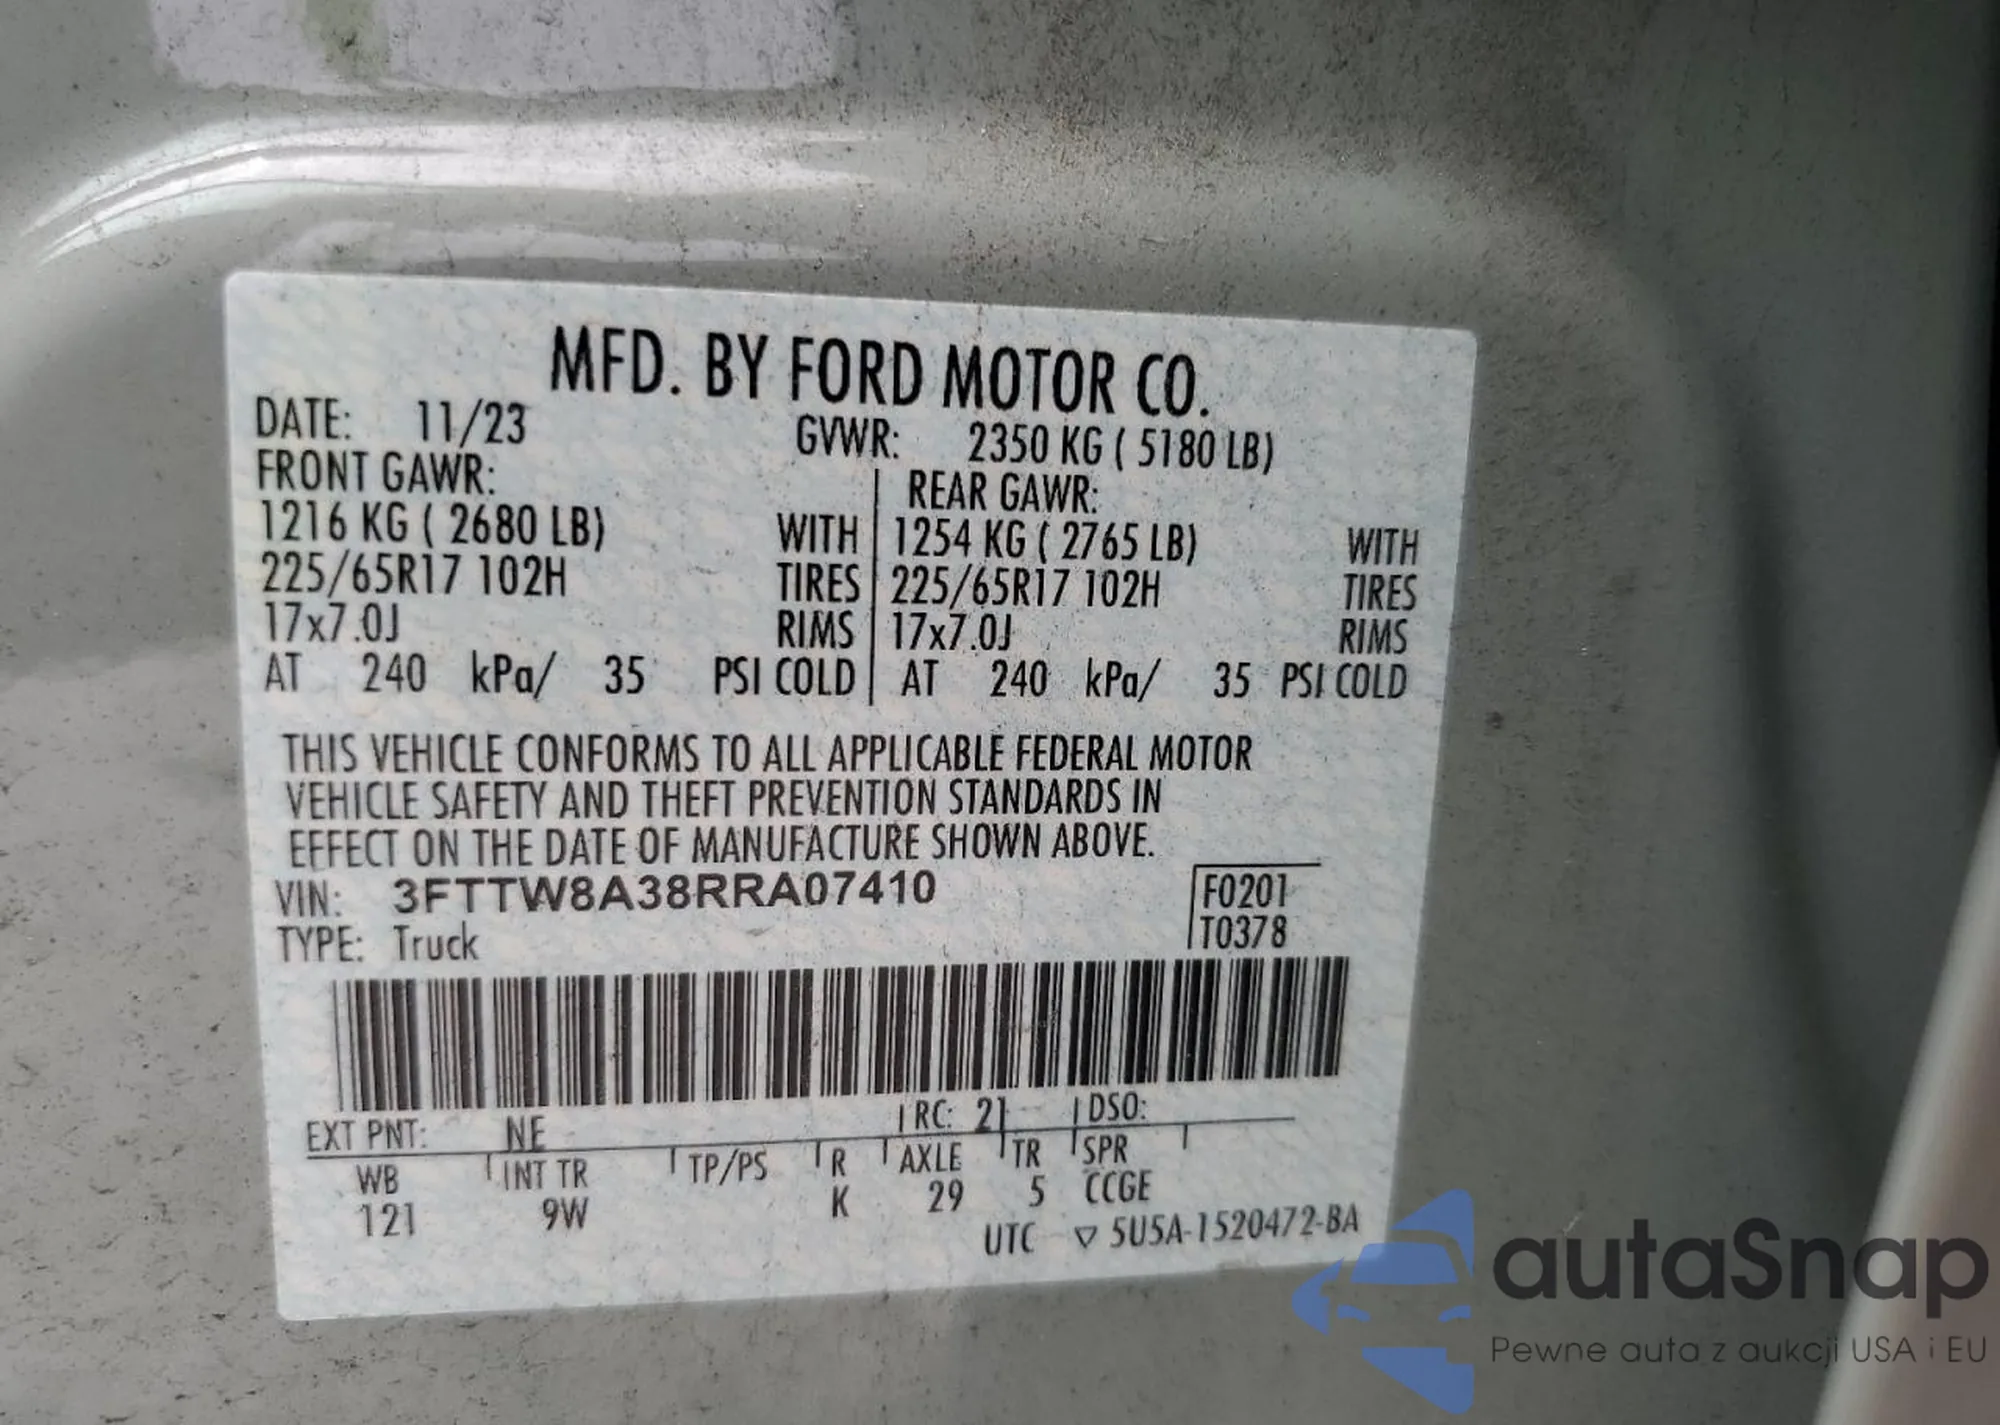 MFD. BY FORD MOTOR CO.
DATE: 11/23 GVWR: 2350 KG ( 5180 LB)
FRONT GAWR: REAR GAWR:
1216 KG ( 2680 LB) WITH 1254 KG ( 2765 LB) WITH
225/65R17 102H TIRES 225/65R17 102H TIRES
17x7.0J RIMS 17x7.0J RIMS
AT 240 kPa/ 35 PSI COLD AT 240 kPa/ 35 PSI COLD
THIS VEHICLE CONFORMS TO ALL APPLICABLE FEDERAL MOTOR
VEHICLE SAFETY AND THEFT PREVENTION STANDARDS IN
EFFECT ON THE DATE OF MANUFACTURE SHOWN ABOVE.
VIN: 3FTTW8A38RRA07410 F0201
TYPE: Truck T0378
EXT PNT: NE RC: 21 DSO:
WB INT TR TP/PS R AXLE TR SPR
121 9W K 29 5 CCGE
UTC ▽ 5U5A-1520472-BA
autaSnap
Pewne auta z aukcji USA i EU